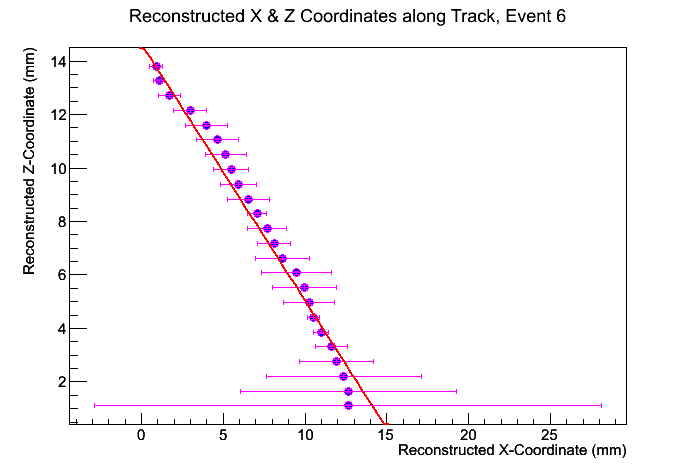 Reconstructed X & Z Coordinates along Track, Event 6
Reconstructed Z-Coordinate (mm)
14
12
10
8
6
4
2
0 5 10 15 20 25
Reconstructed X-Coordinate (mm)